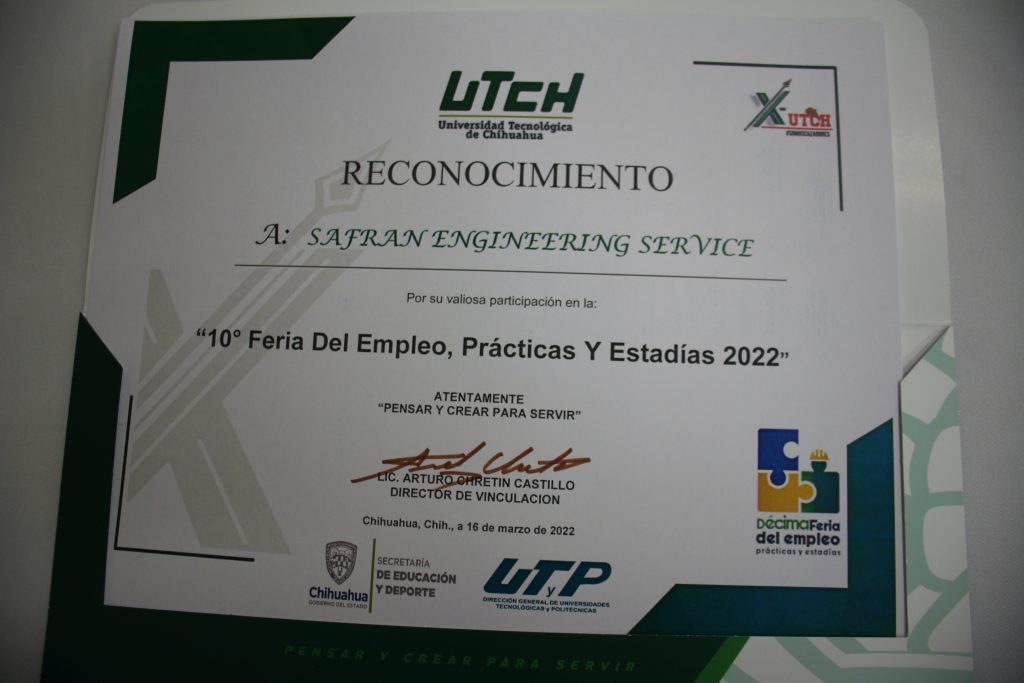 UTCH
Universidad Tecnológica
de Chihuahua
X-UTCH
#SOMOSCAZADORES
RECONOCIMIENTO
A: SAFRAN ENGINEERING SERVICE
Por su valiosa participación en la:
“10° Feria Del Empleo, Prácticas Y Estadías 2022”
ATENTAMENTE
“PENSAR Y CREAR PARA SERVIR”
LIC. ARTURO CHRETIN CASTILLO
DIRECTOR DE VINCULACION
Chihuahua, Chih., a 16 de marzo de 2022
DécimaFeria
del empleo
prácticas y estadías
Chihuahua
GOBIERNO DEL ESTADO
SECRETARÍA
DE EDUCACIÓN
Y DEPORTE
UTyP
DIRECCIÓN GENERAL DE UNIVERSIDADES
TECNOLÓGICAS y POLITÉCNICAS
PENSAR Y CREAR PARA SERVIR